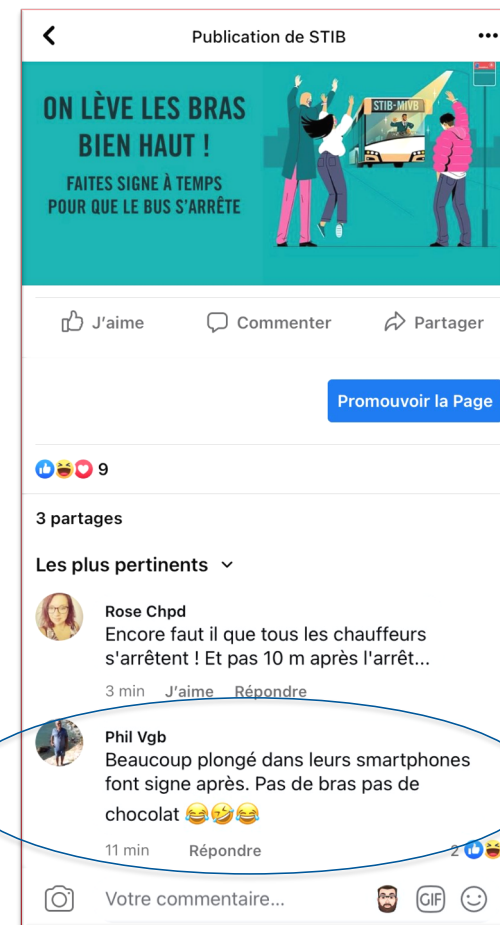 Publication de STIB
STIB-MIVB
ON LÈVE LES BRAS
BIEN HAUT !
FAITES SIGNE À TEMPS
POUR QUE LE BUS S'ARRÊTE
J'aime Commenter Partager
Promouvoir la Page
9
3 partages
Les plus pertinents
Rose Chpd
Encore faut il que tous les chauffeurs
s'arrêtent ! Et pas 10 m après l'arrêt...
3 min J'aime Répondre
Phil Vgb
Beaucoup plongé dans leurs smartphones
font signe après. Pas de bras pas de
chocolat 😂🤣😂
11 min Répondre 2
Votre commentaire... GIF